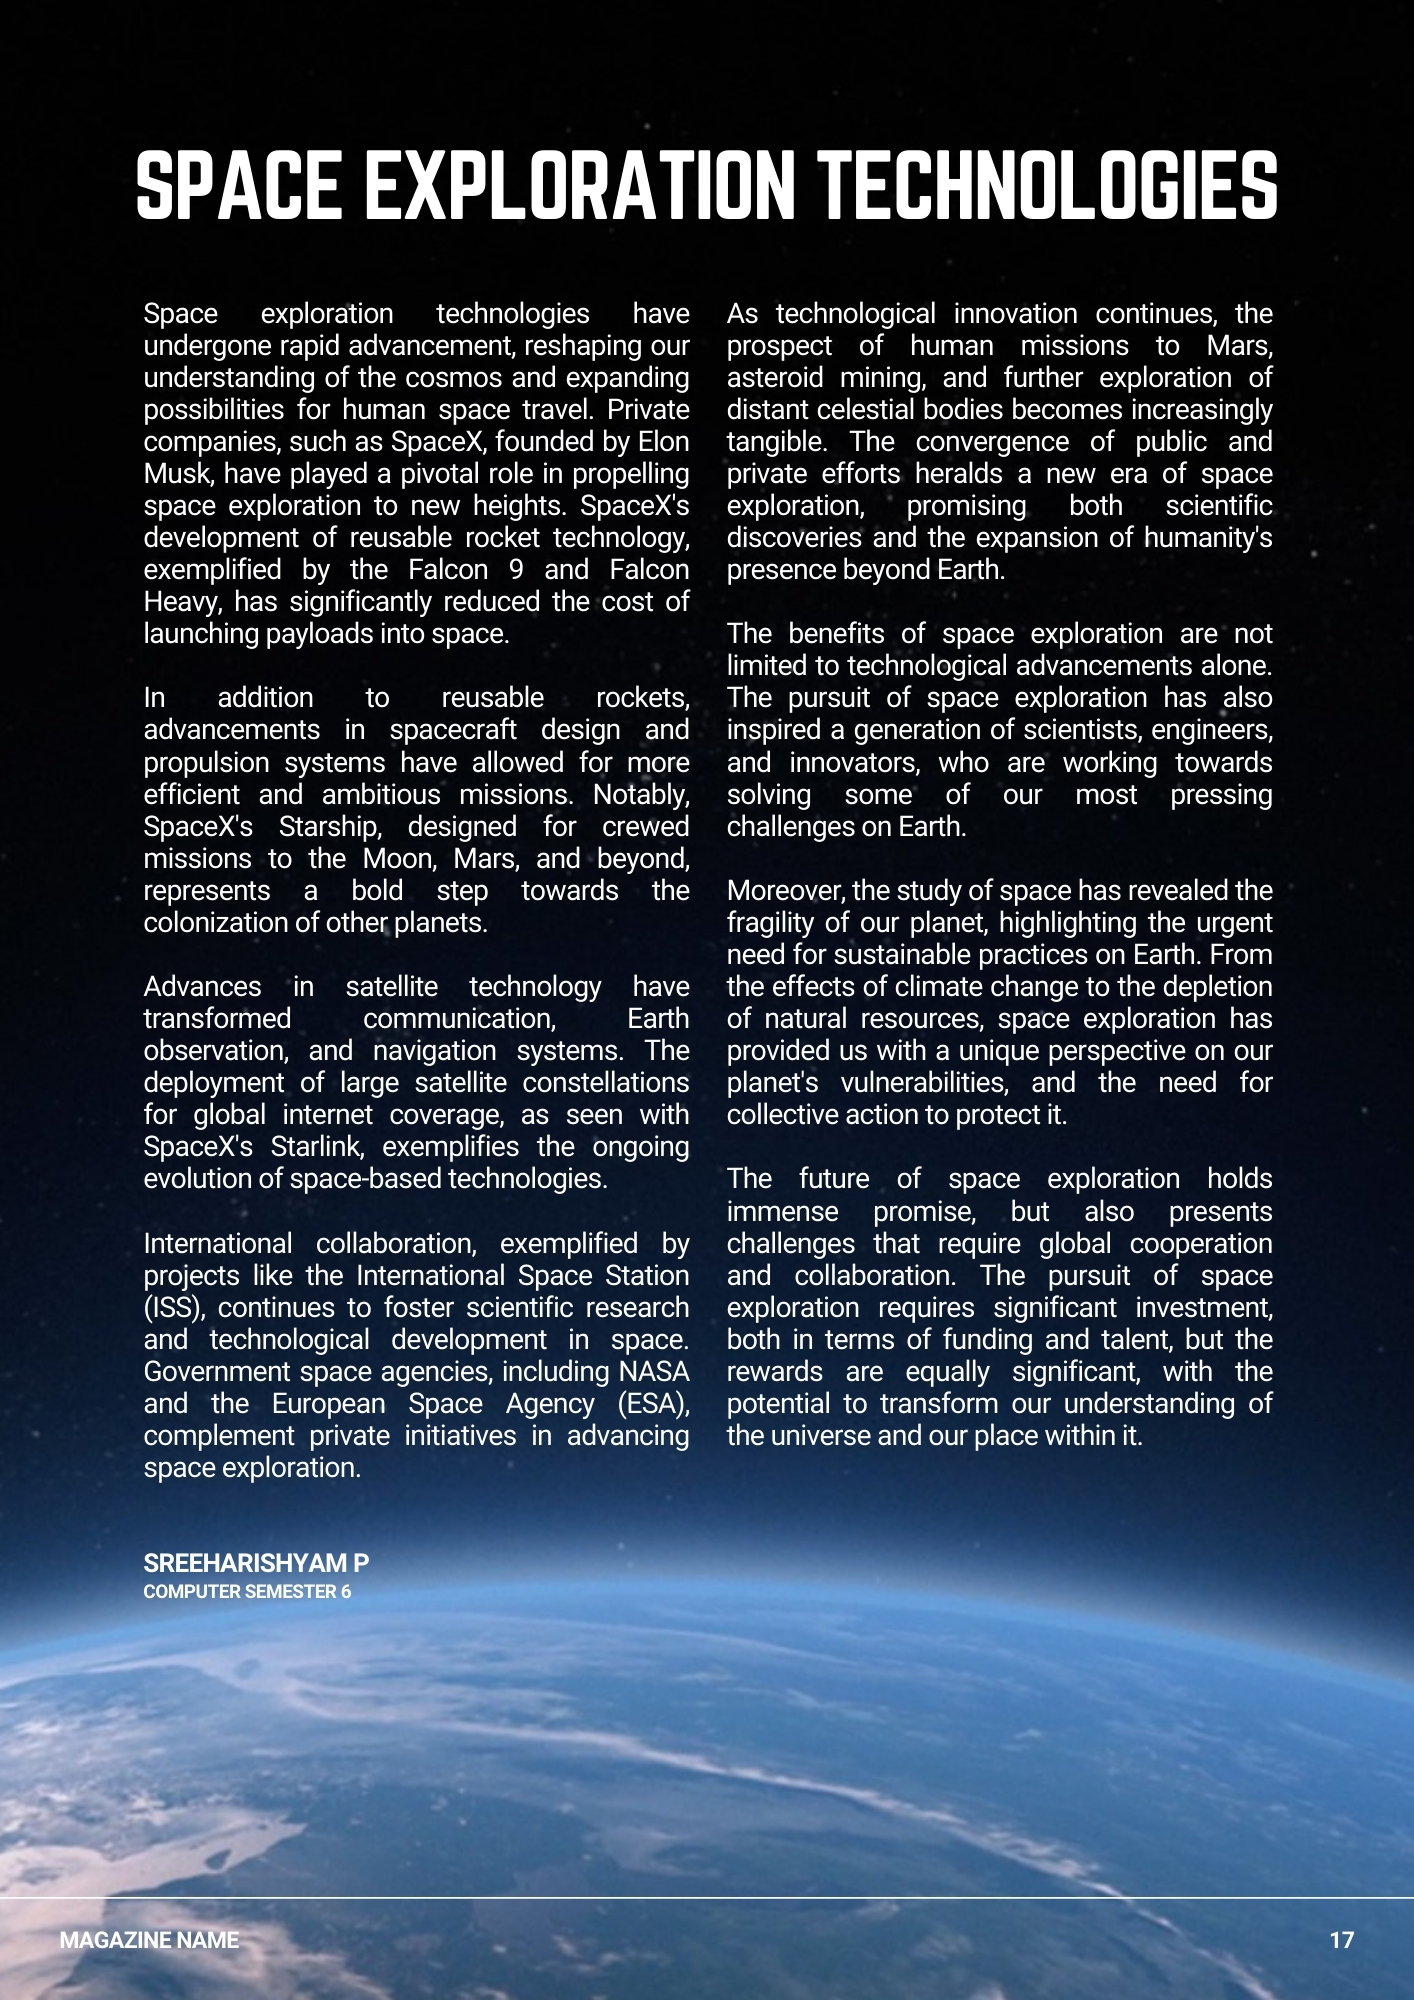 SPACE EXPLORATION TECHNOLOGIES
Space exploration technologies have
undergone rapid advancement, reshaping our
understanding of the cosmos and expanding
possibilities for human space travel. Private
companies, such as SpaceX, founded by Elon
Musk, have played a pivotal role in propelling
space exploration to new heights. SpaceX's
development of reusable rocket technology,
exemplified by the Falcon 9 and Falcon
Heavy, has significantly reduced the cost of
launching payloads into space.
In addition to reusable rockets,
advancements in spacecraft design and
propulsion systems have allowed for more
efficient and ambitious missions. Notably,
SpaceX's Starship, designed for crewed
missions to the Moon, Mars, and beyond,
represents a bold step towards the
colonization of other planets.
Advances in satellite technology have
transformed communication, Earth
observation, and navigation systems. The
deployment of large satellite constellations
for global internet coverage, as seen with
SpaceX's Starlink, exemplifies the ongoing
evolution of space-based technologies.
International collaboration, exemplified by
projects like the International Space Station
(ISS), continues to foster scientific research
and technological development in space.
Government space agencies, including NASA
and the European Space Agency (ESA),
complement private initiatives in advancing
space exploration.
As technological innovation continues, the
prospect of human missions to Mars,
asteroid mining, and further exploration of
distant celestial bodies becomes increasingly
tangible. The convergence of public and
private efforts heralds a new era of space
exploration, promising both scientific
discoveries and the expansion of humanity's
presence beyond Earth.
The benefits of space exploration are not
limited to technological advancements alone.
The pursuit of space exploration has also
inspired a generation of scientists, engineers,
and innovators, who are working towards
solving some of our most pressing
challenges on Earth.
Moreover, the study of space has revealed the
fragility of our planet, highlighting the urgent
need for sustainable practices on Earth. From
the effects of climate change to the depletion
of natural resources, space exploration has
provided us with a unique perspective on our
planet's vulnerabilities, and the need for
collective action to protect it.
The future of space exploration holds
immense promise, but also presents
challenges that require global cooperation
and collaboration. The pursuit of space
exploration requires significant investment,
both in terms of funding and talent, but the
rewards are equally significant, with the
potential to transform our understanding of
the universe and our place within it.
SREEHARISHYAM P
COMPUTER SEMESTER 6
MAGAZINE NAME
17